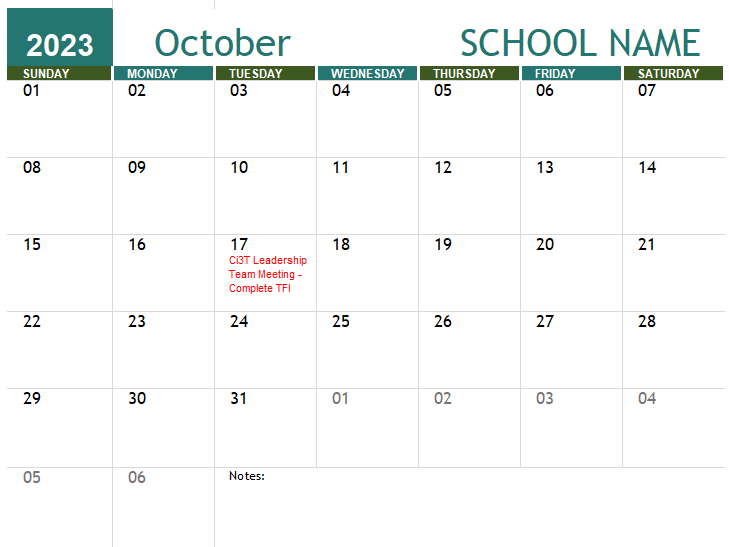 2023 October SCHOOL NAME
SUNDAY MONDAY TUESDAY WEDNESDAY THURSDAY FRIDAY SATURDAY
01 02 03 04 05 06 07
08 09 10 11 12 13 14
15 16 17 18 19 20 21
Ci3T Leadership
Team Meeting -
Complete TFI
22 23 24 25 26 27 28
29 30 31 01 02 03 04
05 06 Notes: